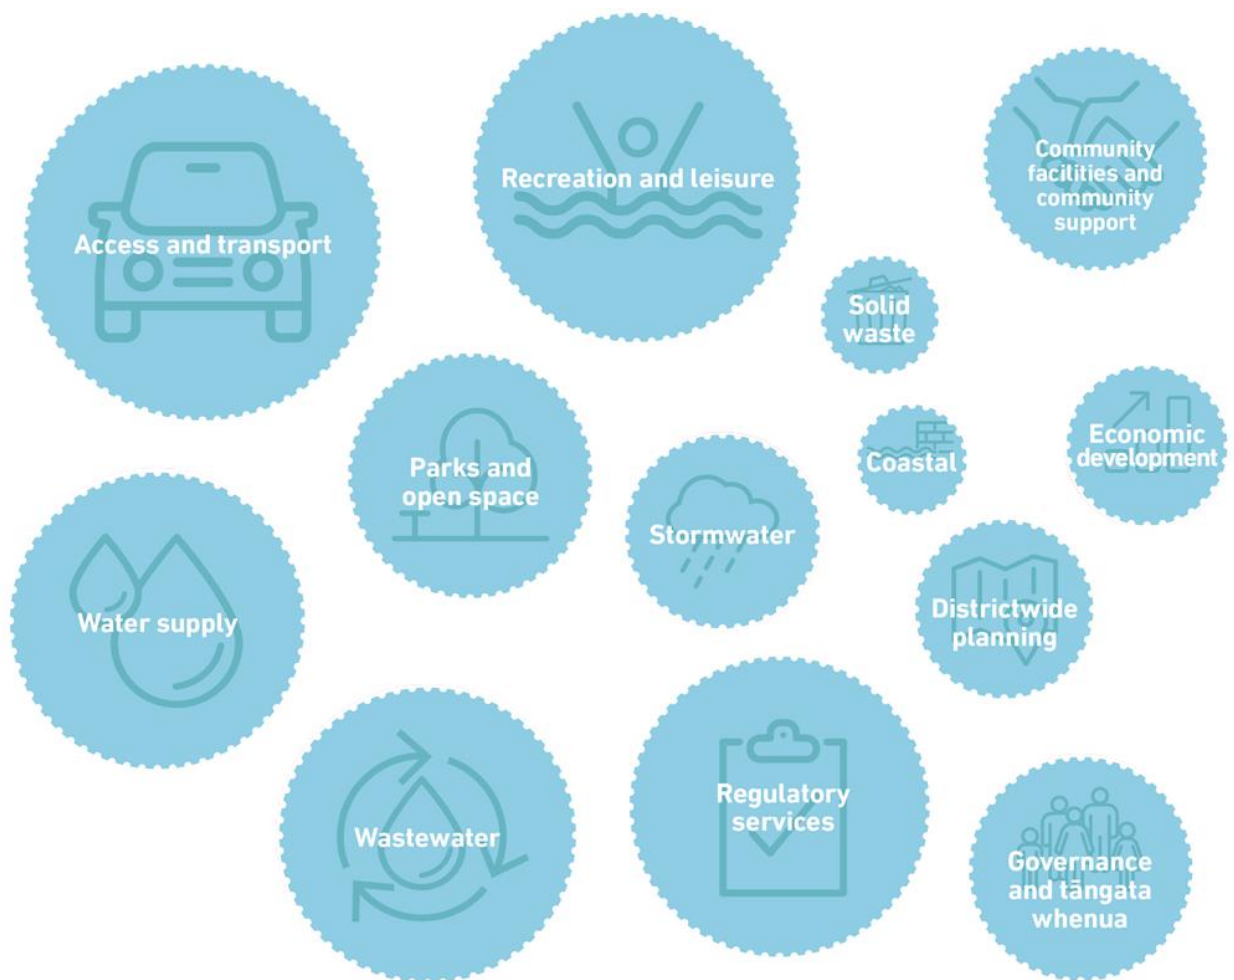 Access and transport
Recreation and leisure
Community
facilities and
community
support
Solid
waste
Parks and
open space
Stormwater
Coastal
Economic
development
Water supply
Districtwide
planning
Wastewater
Regulatory
services
Governance
and tāngata
whenua